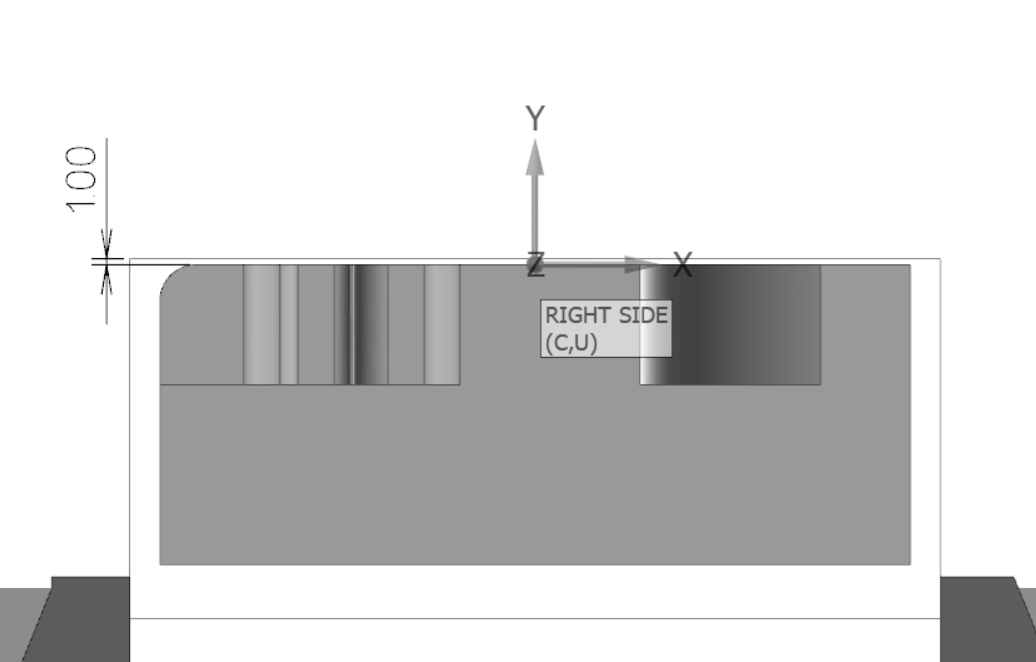 Y
1.00
Z
X
RIGHT SIDE
(C,U)